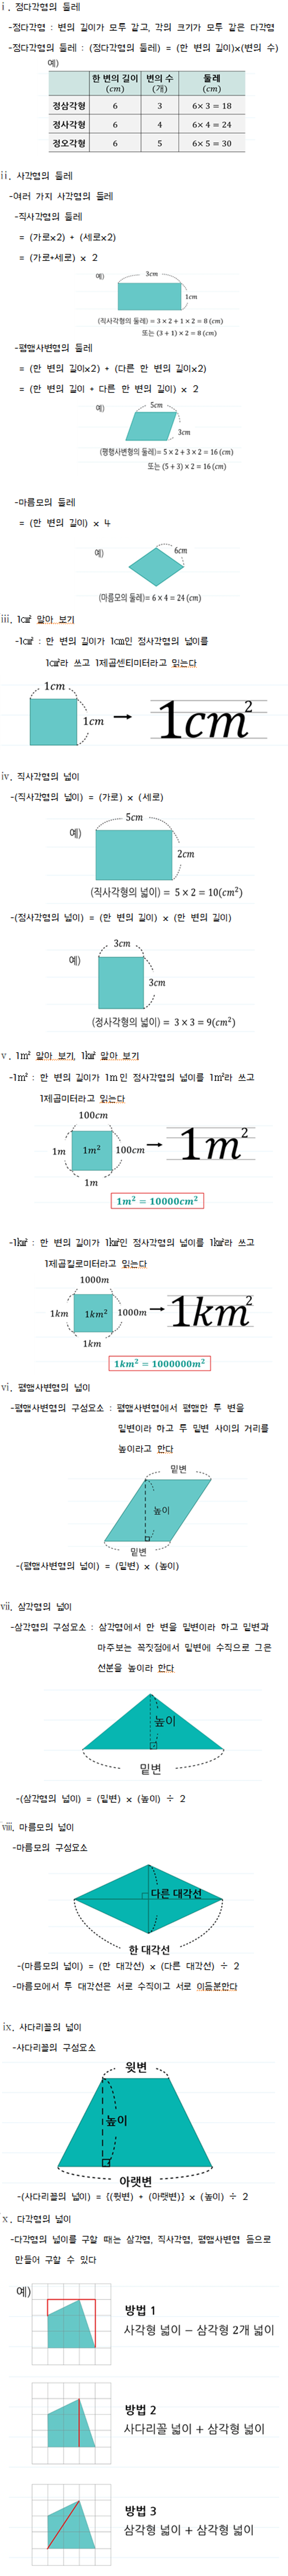 i. 정다각형의 둘레
-정다각형 : 변의 길이가 모두 같고, 각의 크기가 모두 같은 다각형
-정다각형의 둘레 : (정다각형의 둘레) = (한 변의 길이)×(변의 수)
예)
한 변의 길이 (cm) 변의 수 (개) 둘레 (cm)
정삼각형 6 3 6×3 = 18
정사각형 6 4 6×4 = 24
정오각형 6 5 6×5 = 30
ii. 사각형의 둘레
-여러 가지 사각형의 둘레
-직사각형의 둘레
= (가로×2) + (세로×2)
= (가로+세로) × 2
예) 3cm
1cm
(직사각형의 둘레) = 3 × 2 + 1 × 2 = 8 (cm)
또는 (3 + 1) × 2 = 8 (cm)
-평행사변형의 둘레
= (한 변의 길이×2) + (다른 한 변의 길이×2)
= (한 변의 길이 + 다른 한 변의 길이) × 2
예) 5cm
3cm
(평행사변형의 둘레)= 5 × 2 + 3 × 2 = 16 (cm)
또는 (5 + 3) × 2 = 16 (cm)
-마름모의 둘레
= (한 변의 길이) × 4
예) 6cm
(마름모의 둘레)= 6 × 4 = 24 (cm)
iii. 1㎠ 알아 보기
-1㎠ : 한 변의 길이가 1㎝인 정사각형의 넓이를
1㎠라 쓰고 1제곱센티미터라고 읽는다
1cm
1cm
1cm²
iv. 직사각형의 넓이
-(직사각형의 넓이) = (가로) × (세로)
5cm
예)
2cm
(직사각형의 넓이) = 5 × 2 = 10(cm²)
-(정사각형의 넓이) = (한 변의 길이) × (한 변의 길이)
3cm
예)
3cm
(정사각형의 넓이) = 3 × 3 = 9(cm²)
v. 1㎡ 알아 보기, 1㎢ 알아 보기
-1㎡ : 한 변의 길이가 1m인 정사각형의 넓이를 1㎡라 쓰고
1제곱미터라고 읽는다
100cm
1m 1m² 100cm 1m²
1m
1m² = 10000cm²
-1㎢ : 한 변의 길이가 1㎢인 정사각형의 넓이를 1㎢라 쓰고
1제곱킬로미터라고 읽는다
1000m
1km 1km² 1000m 1km²
1km
1km² = 1000000m²
vi. 평행사변형의 넓이
-평행사변형의 구성요소 : 평행사변형에서 평행한 두 변을
밑변이라 하고 두 밑변 사이의 거리를
높이라고 한다
밑변
높이
밑변
-(평행사변형의 넓이) = (밑변) × (높이)
vii. 삼각형의 넓이
-삼각형의 구성요소 : 삼각형에서 한 변을 밑변이라 하고 밑변과
마주보는 꼭짓점에서 밑변에 수직으로 그은
선분을 높이라 한다
높이
밑변
-(삼각형의 넓이) = (밑변) × (높이) ÷ 2
viii. 마름모의 넓이
-마름모의 구성요소
다른 대각선
한 대각선
-(마름모의 넓이) = (한 대각선) × (다른 대각선) ÷ 2
-마름모에서 두 대각선은 서로 수직이고 서로 이등분한다
ix. 사다리꼴의 넓이
-사다리꼴의 구성요소
윗변
높이
아랫변
-(사다리꼴의 넓이) = {(윗변) + (아랫변)} × (높이) ÷ 2
x. 다각형의 넓이
-다각형의 넓이를 구할 때는 삼각형, 직사각형, 평행사변형 등으로
만들어 구할 수 있다
예)
방법 1
사각형 넓이 − 삼각형 2개 넓이
방법 2
사다리꼴 넓이 + 삼각형 넓이
방법 3
삼각형 넓이 + 삼각형 넓이